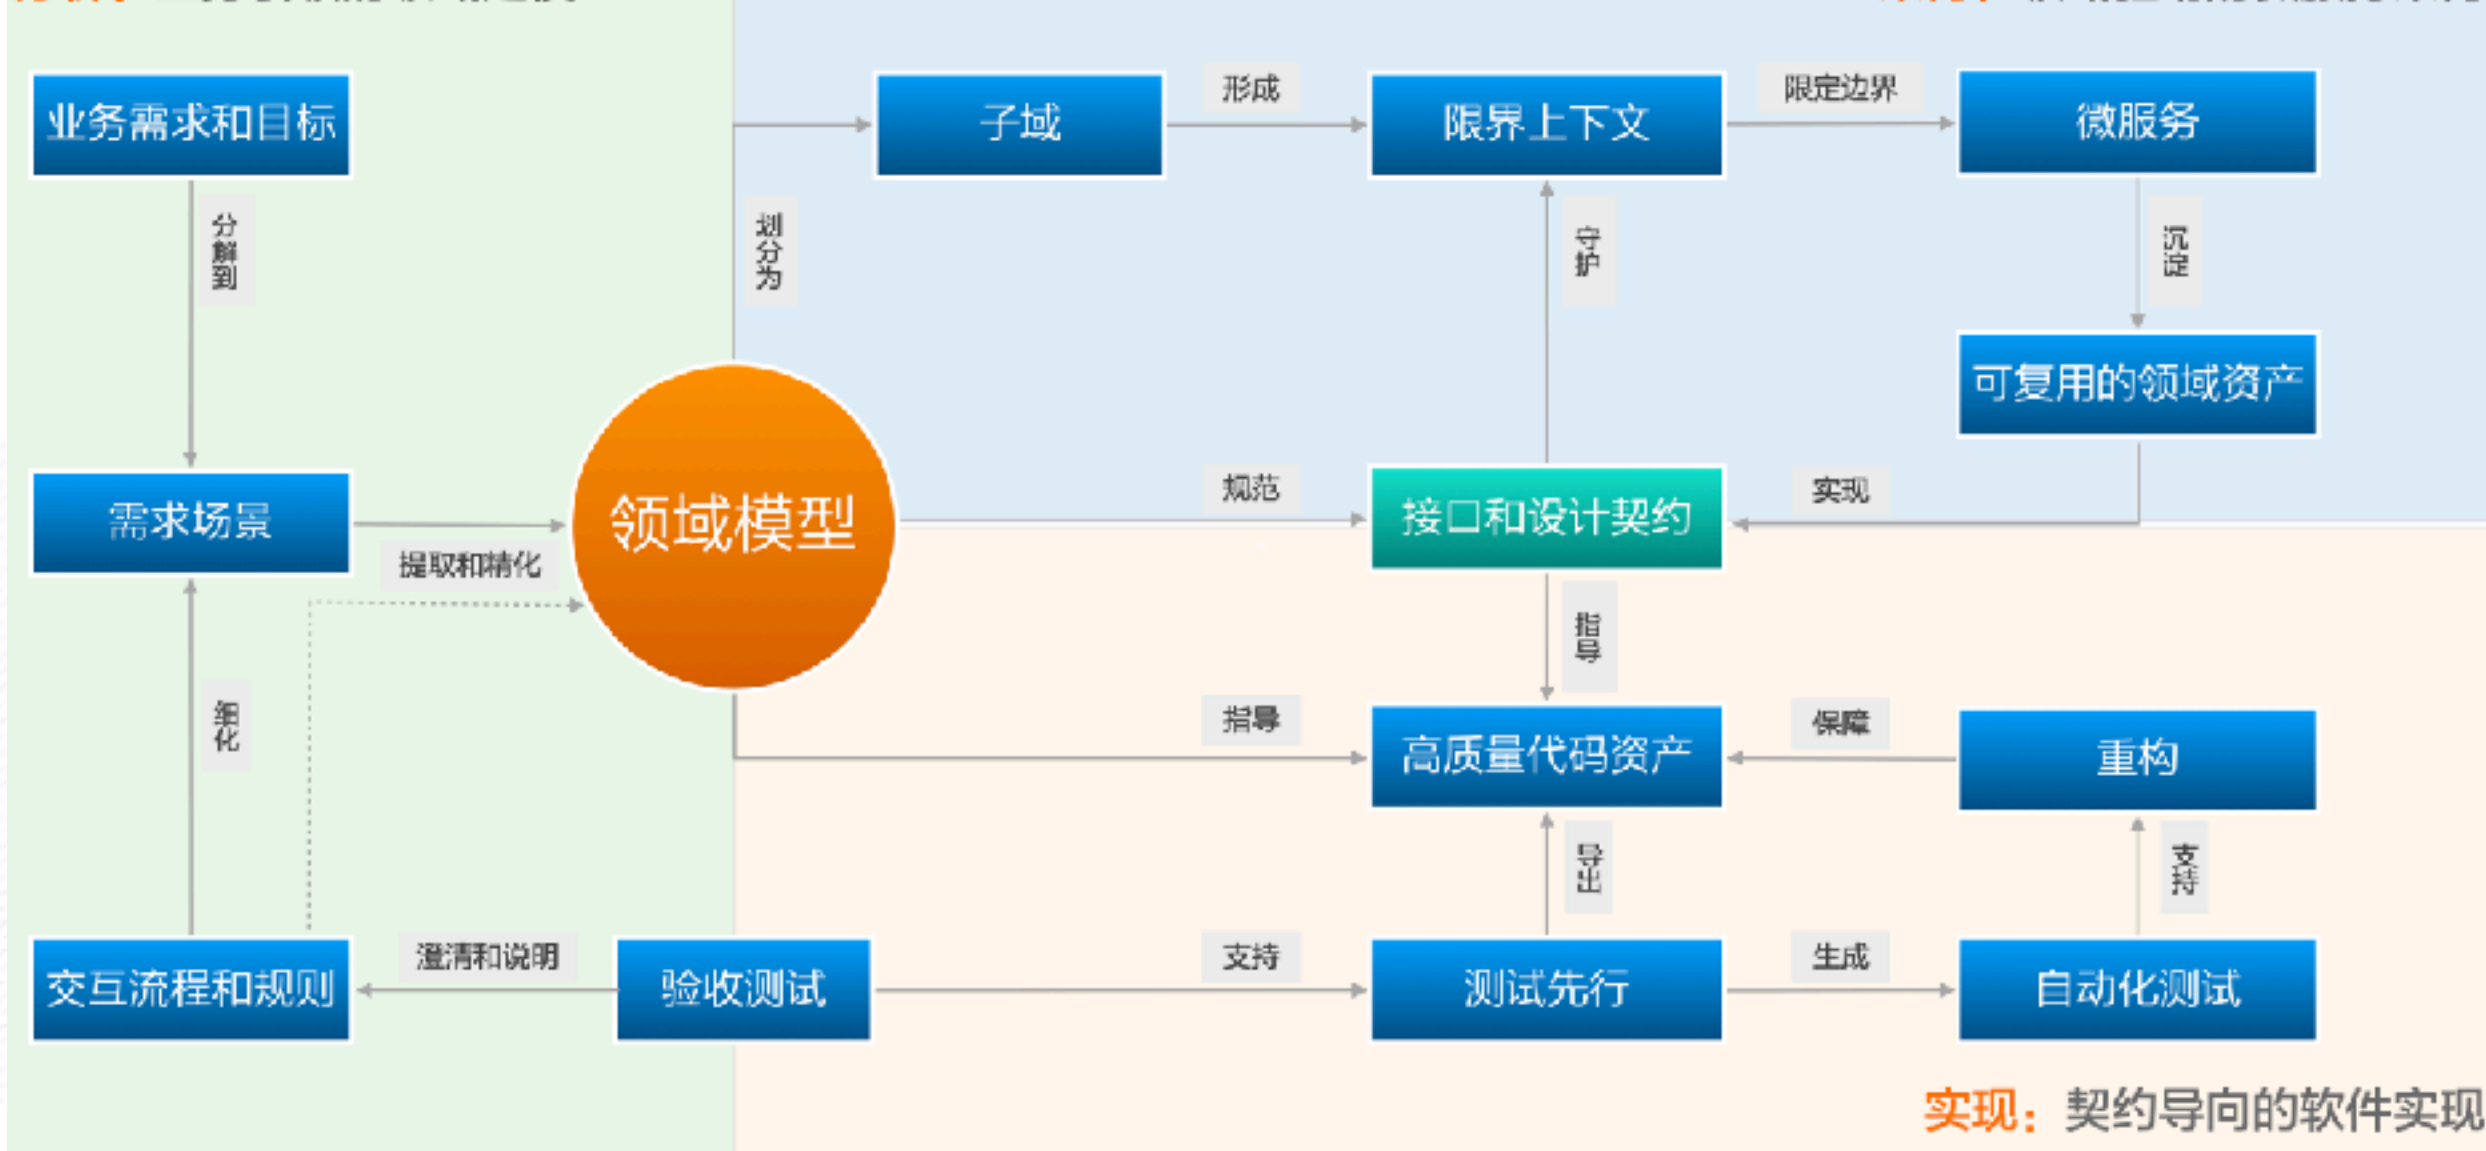 业务需求和目标
子域
形成
限界上下文
限定边界
微服务
分解到
划分为
守护
沉淀
可复用的领域资产
需求场景
提取和精化
领域模型
规范
接口和设计契约
实现
指导
细化
指导
高质量代码资产
保障
重构
导出
支持
交互流程和规则
澄清和说明
验收测试
支持
测试先行
生成
自动化测试
实现：契约导向的软件实现